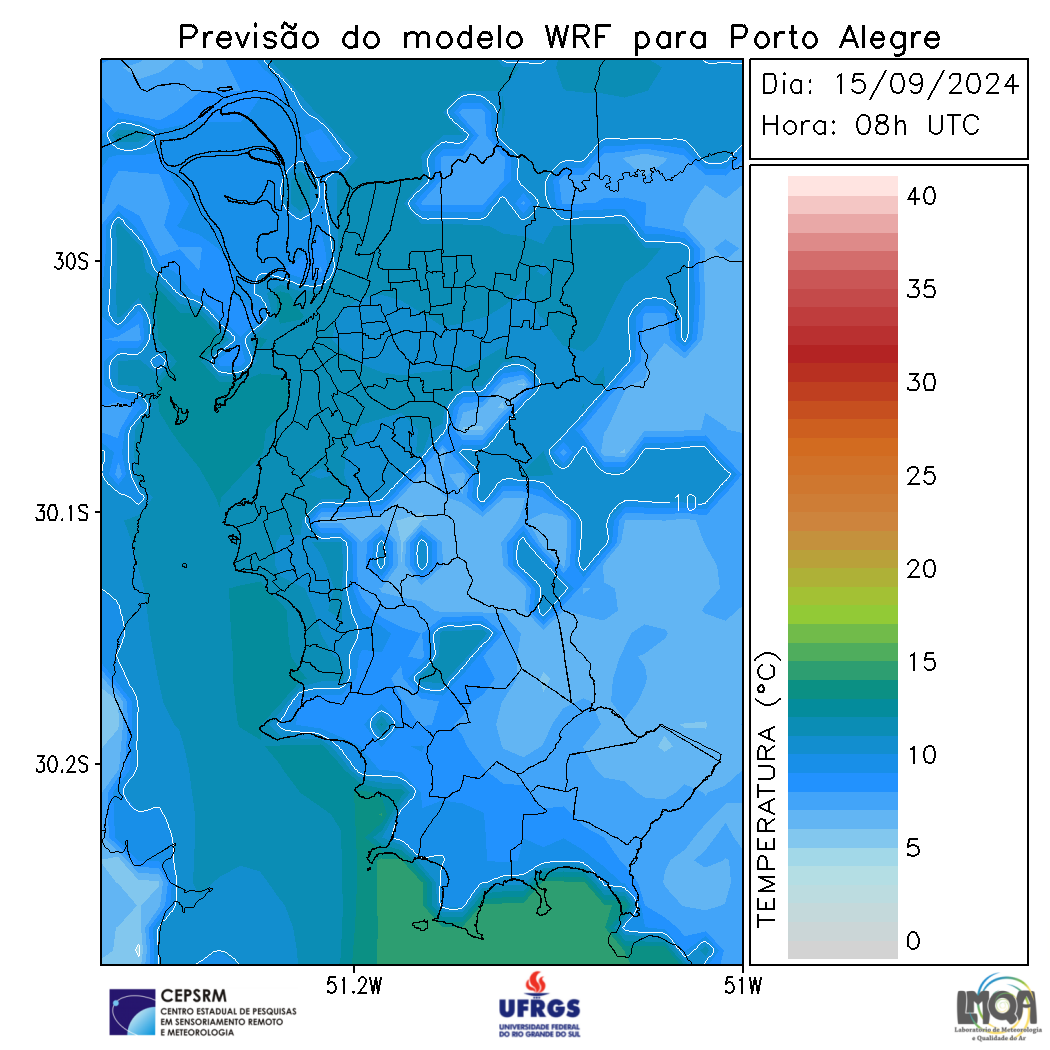 Previsão do modelo WRF para Porto Alegre
Dia: 15/09/2024
Hora: 08h UTC
40
35
30
25
20
15
10
5
0
TEMPERATURA (°C)
30S
30.1S
30.2S
10
51.2W
51W
CEPSRM
CENTRO ESTADUAL DE PESQUISAS
EM SENSORIAMENTO REMOTO
E METEOROLOGIA
UFRGS
UNIVERSIDADE FEDERAL
DO RIO GRANDE DO SUL
LMQA
Laboratório de Meteorologia
e Qualidade do Ar